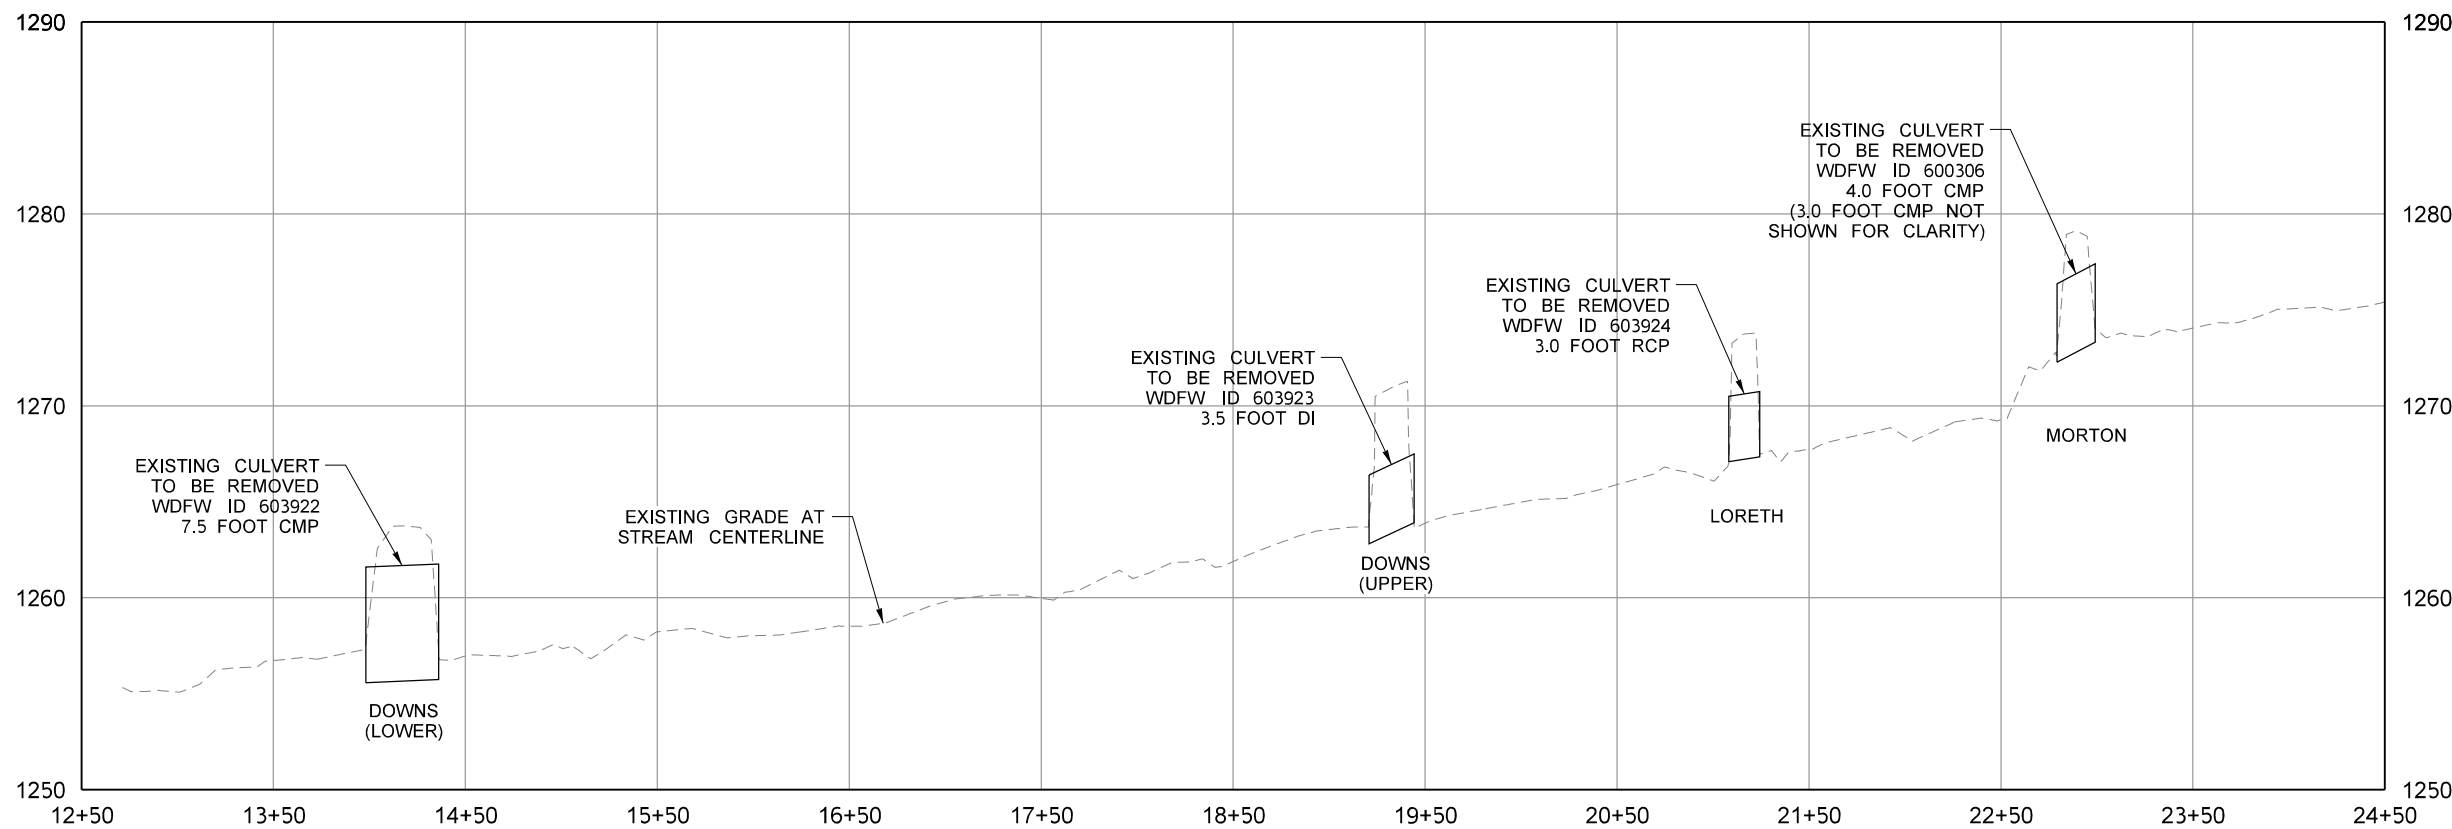 1290
1290
EXISTING CULVERT
TO BE REMOVED
WDFW ID 600306
4.0 FOOT CMP
(3.0 FOOT CMP NOT
SHOWN FOR CLARITY)
1280
1280
EXISTING CULVERT
TO BE REMOVED
WDFW ID 603924
3.0 FOOT RCP
EXISTING CULVERT
TO BE REMOVED
WDFW ID 603923
3.5 FOOT DI
1270
1270
MORTON
EXISTING CULVERT
TO BE REMOVED
WDFW ID 603922
7.5 FOOT CMP
EXISTING GRADE AT
STREAM CENTERLINE
LORETH
DOWNS
(UPPER)
1260
1260
DOWNS
(LOWER)
1250
1250
12+50
13+50
14+50
15+50
16+50
17+50
18+50
19+50
20+50
21+50
22+50
23+50
24+50